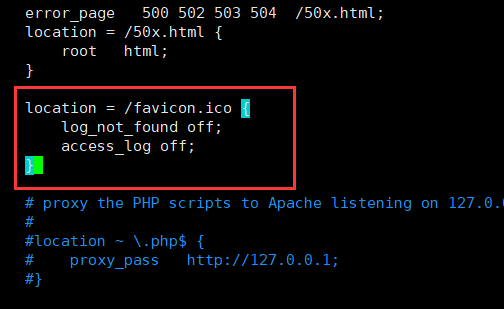 error_page   500 502 503 504  /50x.html;
location = /50x.html {
    root   html;
}
location = /favicon.ico {
    log_not_found off;
    access_log off;
}
# proxy the PHP scripts to Apache listening on 127.0.0
#
#location ~ \.php$ {
#    proxy_pass   http://127.0.0.1;
#}